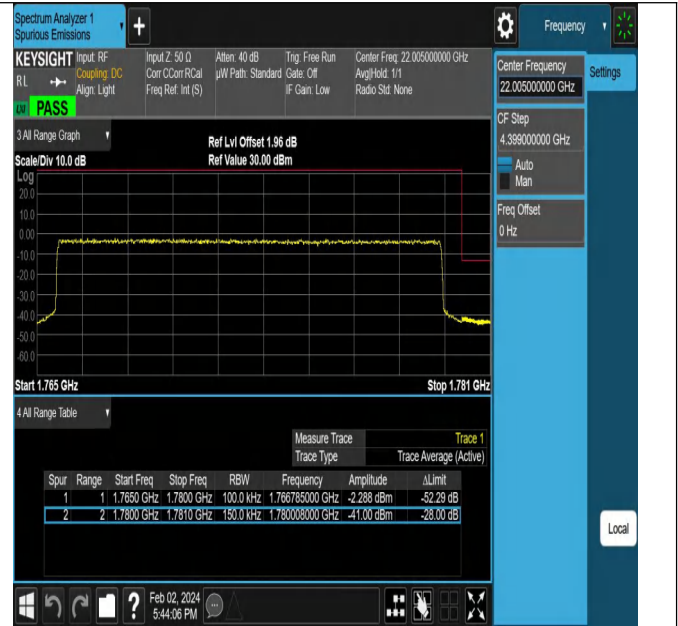 Spectrum Analyzer 1
Spurious Emissions
Frequency
KEYSIGHT
RL
Input: RF
Coupling: DC
Align: Light
Input Z: 50 Ω
Corr CCorr RCal
Freq Ref: Int (S)
Atten: 40 dB
µW Path: Standard
Trig: Free Run
Gate: Off
IF Gain: Low
Center Freq: 22.005000000 GHz
Avg|Hold: 1/1
Radio Std: None
PASS
Center Frequency
22.005000000 GHz
Settings
CF Step
4.399000000 GHz
Auto
Man
Freq Offset
0 Hz
3 All Range Graph
Scale/Div 10.0 dB
Ref Lvl Offset 1.96 dB
Ref Value 30.00 dBm
Log
20.0
10.0
0.00
-10.0
-20.0
-30.0
-40.0
-50.0
-60.0
Start 1.765 GHz
Stop 1.781 GHz
4 All Range Table
Measure Trace Trace 1
Trace Type Trace Average (Active)
Spur Range Start Freq Stop Freq RBW Frequency Amplitude ΔLimit
1 1 1.7650 GHz 1.7800 GHz 100.0 kHz 1.766785000 GHz -2.288 dBm -52.29 dB
2 2 1.7800 GHz 1.7810 GHz 150.0 kHz 1.780008000 GHz -41.00 dBm -28.00 dB
Local
?
Feb 02, 2024
5:44:06 PM